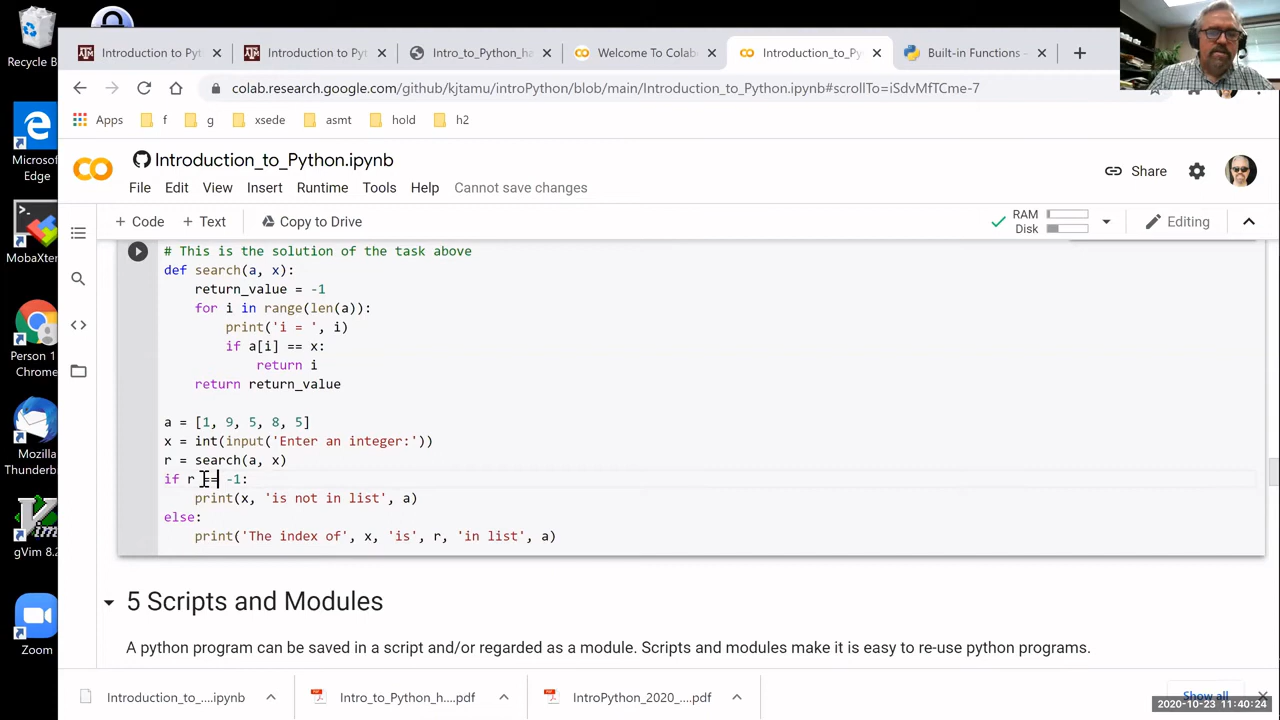 Recycle B
Introduction to Py
Introduction to Py
Intro_to_Python
Welcome To Colab
Introduction_to_Py
Built-in Functions -
colab.research.google.com/github/kjtamu/introPython/blob/main/Introduction_to_Python.ipynb#scrollTo=iSdvMfTCme-7
Apps
f
g
xsede
asmt
hold
h2
Microsof
Edge
Introduction_to_Python.ipynb
Share
File
Edit
View
Insert
Runtime
Tools
Help
Cannot save changes
+ Code
+ Text
Copy to Drive
RAM
Disk
Editing
MobaXter
Person 1
Chrome
Mozilla
Thunderb
gVim 8.2
Zoom
# This is the solution of the task above
def search(a, x):
return_value = -1
for i in range(len(a)):
print('i = ', i)
if a[i] == x:
return i
return return_value
a = [1, 9, 5, 8, 5]
x = int(input('Enter an integer:'))
r = search(a, x)
if r == -1:
print(x, 'is not in list', a)
else:
print('The index of', x, 'is', r, 'in list', a)
5 Scripts and Modules
A python program can be saved in a script and/or regarded as a module. Scripts and modules make it is easy to re-use python programs.
Introduction_to_....ipynb
Intro_to_Python_h....pdf
IntroPython_2020_....pdf
Show all
2020-10-23 11:40:24